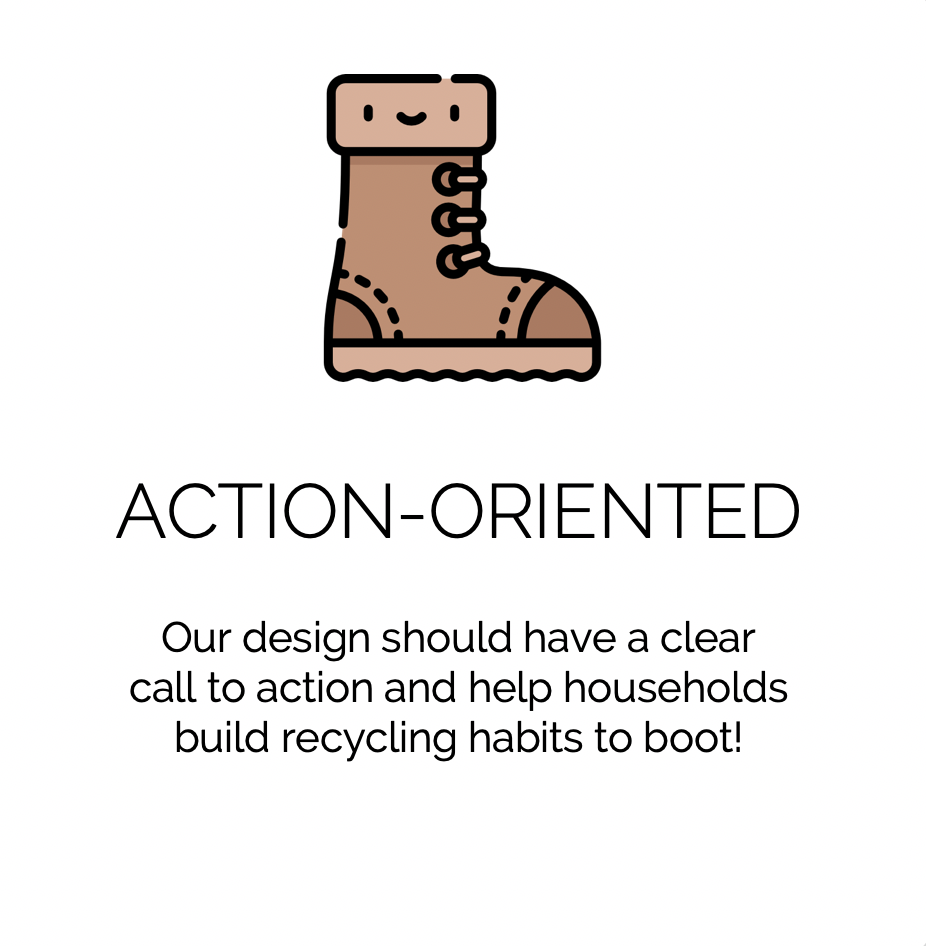 ACTION-ORIENTED
Our design should have a clear
call to action and help households
build recycling habits to boot!